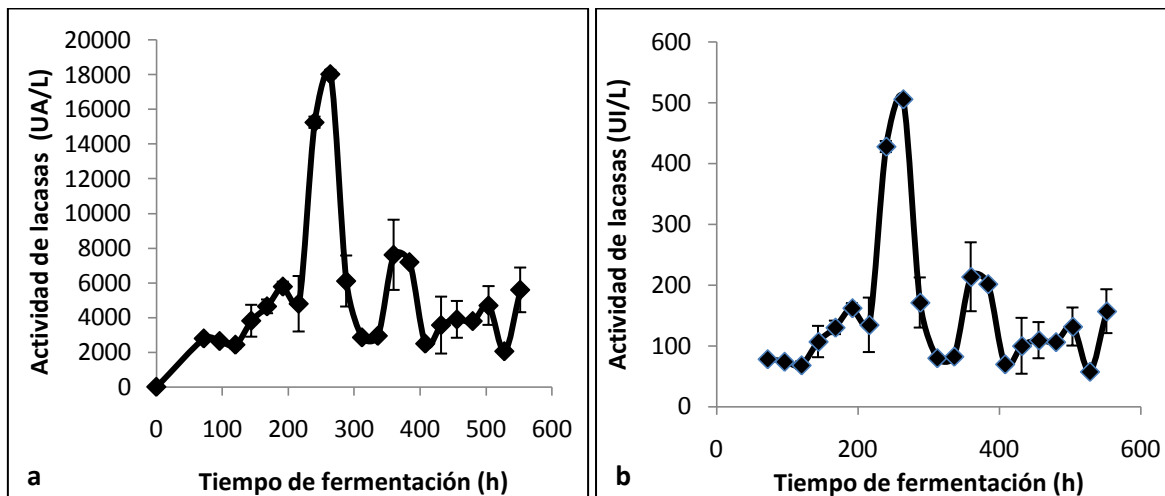 Actividad de lacasas (UA/L)
20000
18000
16000
14000
12000
10000
8000
6000
4000
2000
0
0 100 200 300 400 500 600
Tiempo de fermentación (h)
a
Actividad de lacasas (UI/L)
600
500
400
300
200
100
0
0 200 400 600
Tiempo de fermentación (h)
b